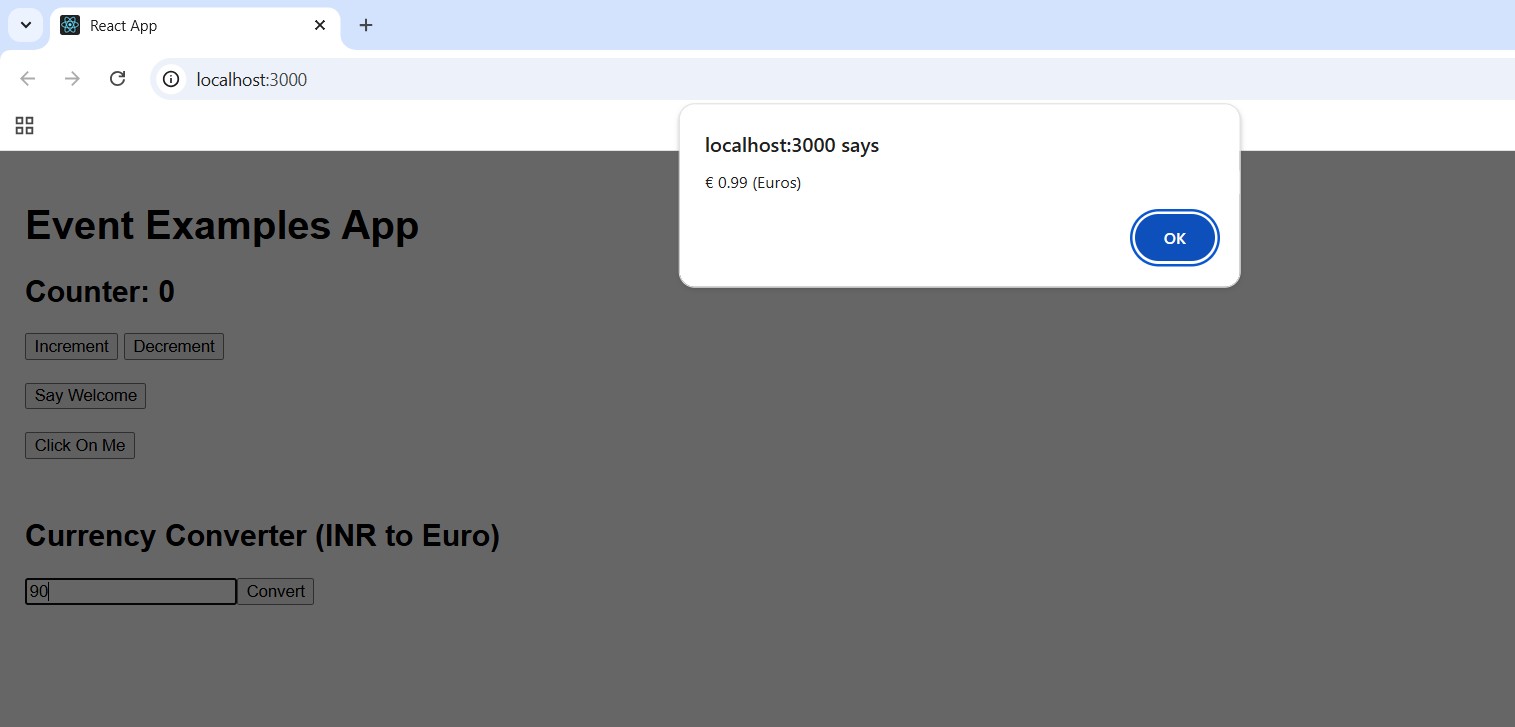 React App
localhost:3000
localhost:3000 says
€ 0.99 (Euros)
OK
Event Examples App
Counter: 0
Increment Decrement
Say Welcome
Click On Me
Currency Converter (INR to Euro)
90 Convert